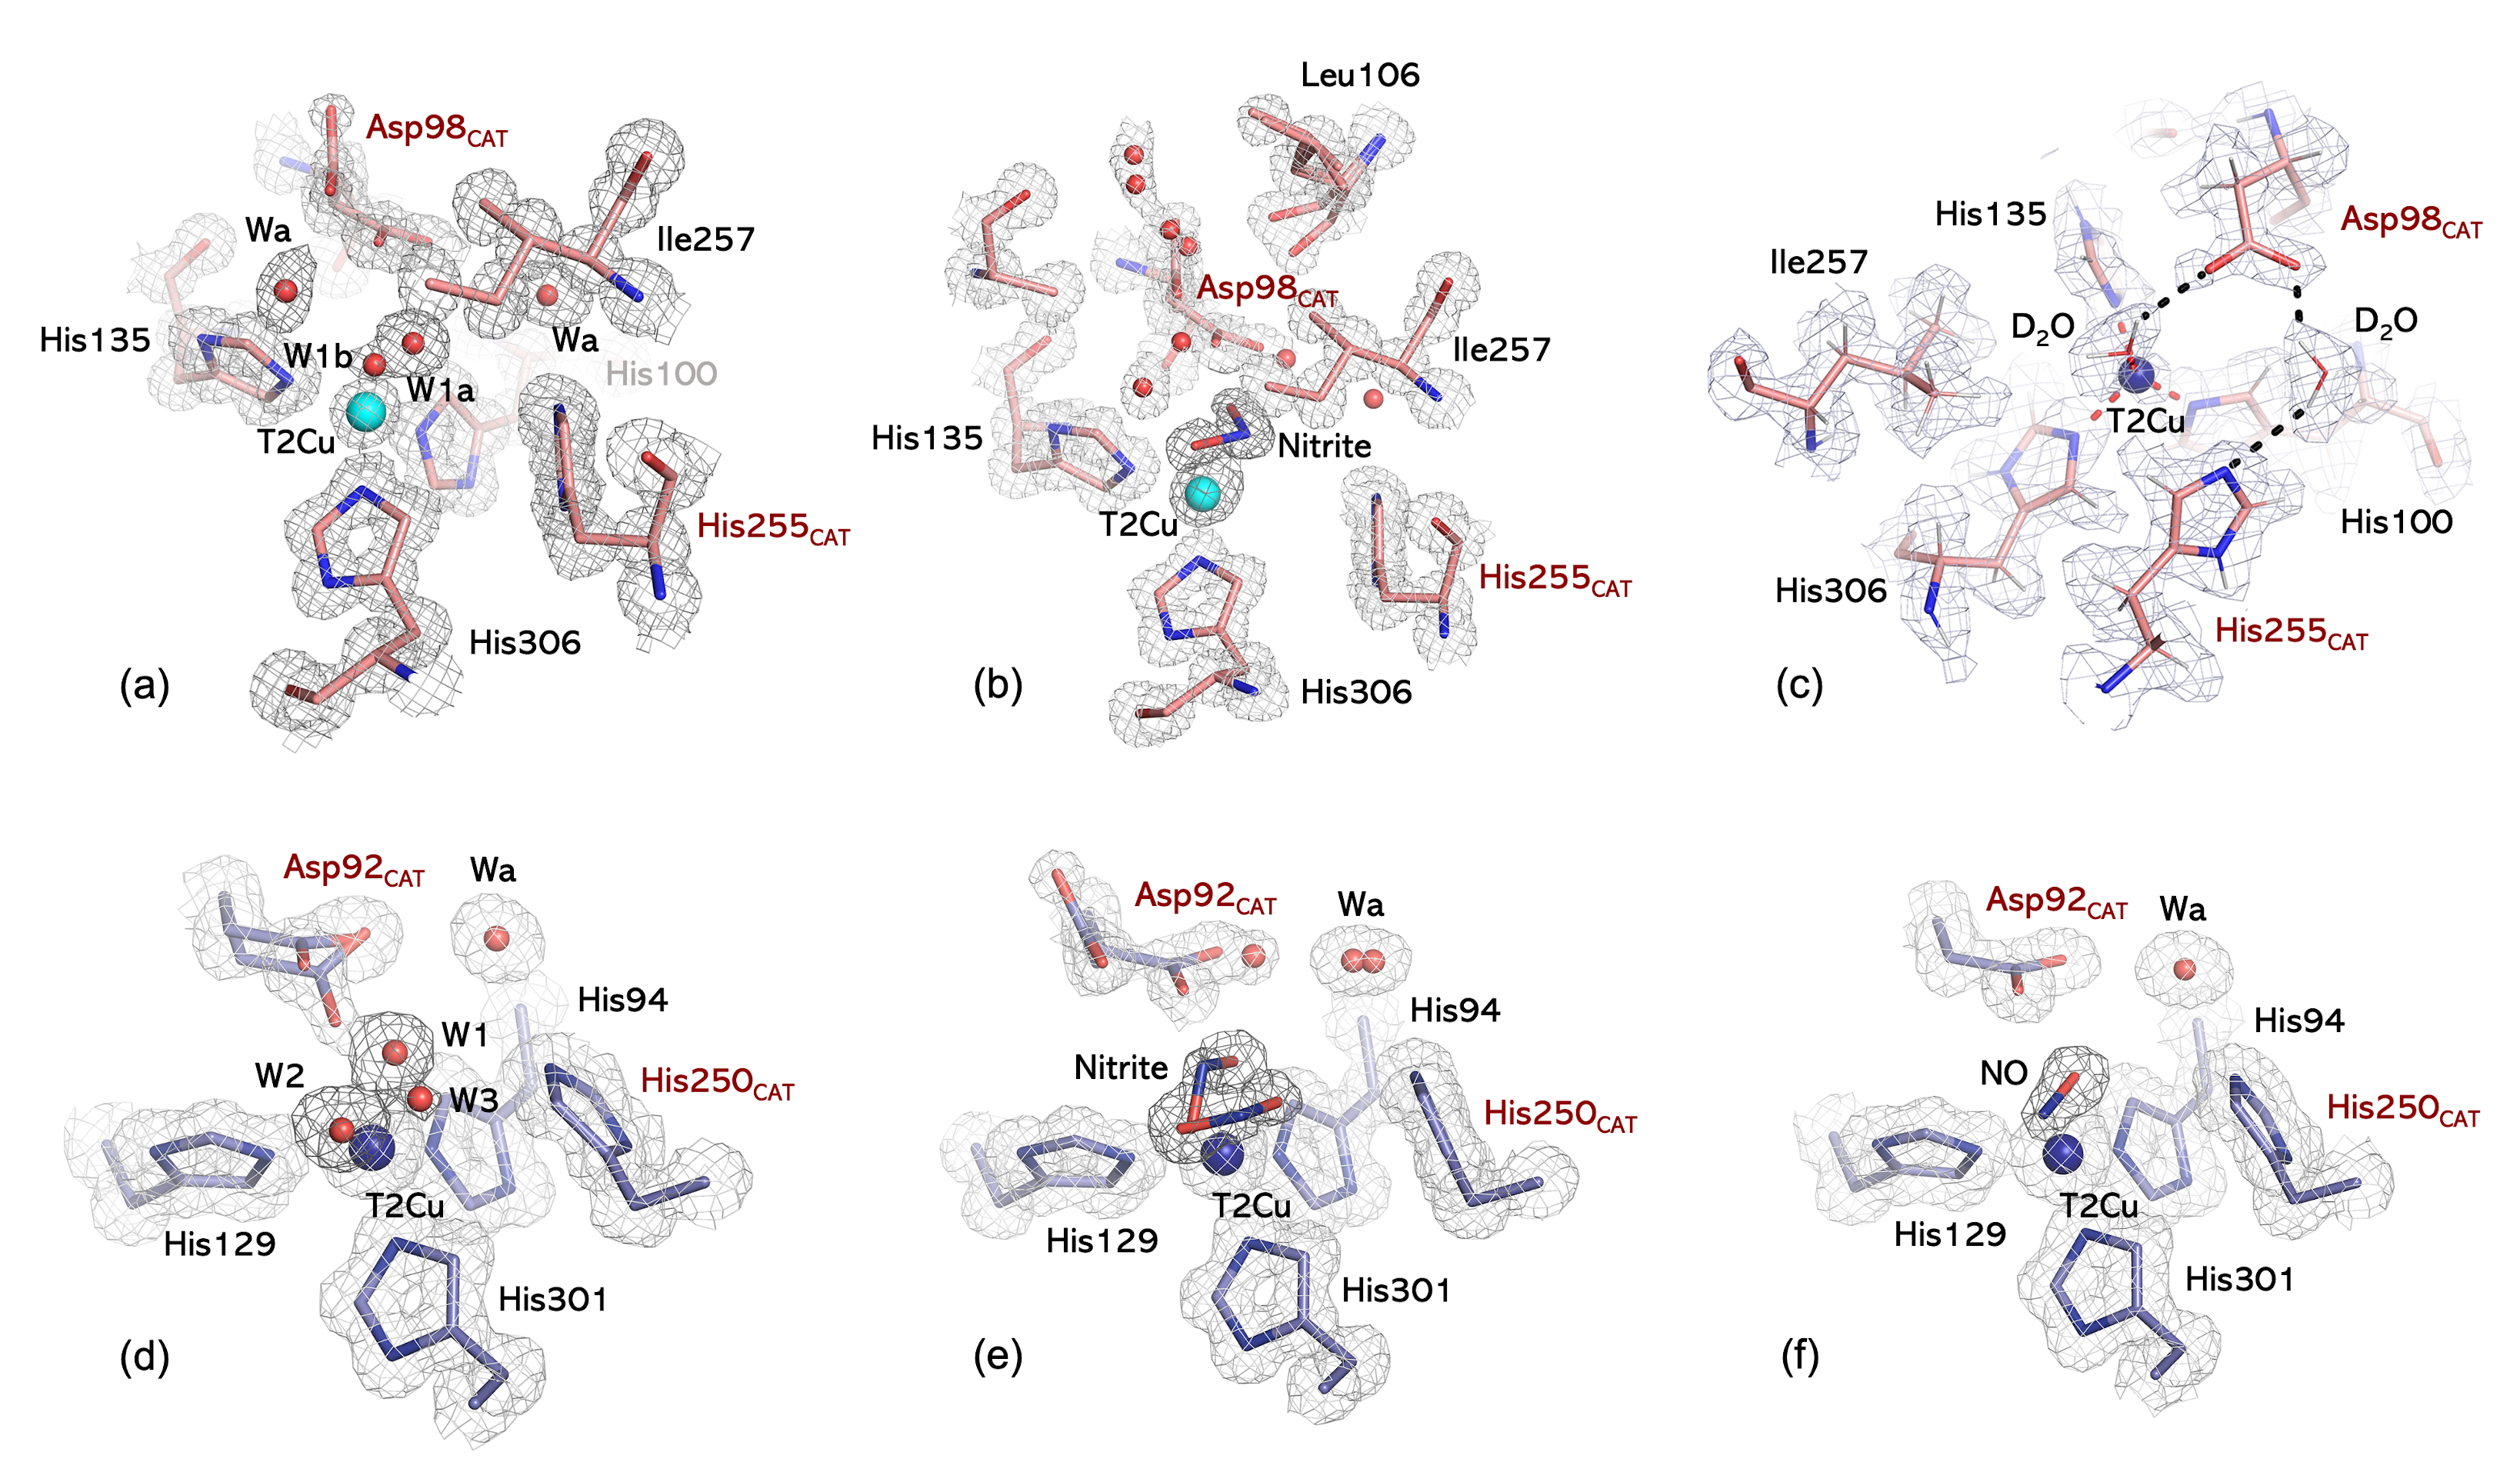 Asp98CAT
Wa
Ile257
His135
W1b
Wa
W1a
His100
T2Cu
His255CAT
His306
(a)
Leu106
Asp98CAT
Ile257
His135
Nitrite
T2Cu
His255CAT
His306
(b)
His135
Asp98CAT
Ile257
D2O
D2O
T2Cu
His100
His306
His255CAT
(c)
Asp92CAT
Wa
His94
W1
W2
His250CAT
W3
T2Cu
His129
His301
(d)
Asp92CAT
Wa
His94
Nitrite
His250CAT
T2Cu
His129
His301
(e)
Asp92CAT
Wa
His94
NO
His250CAT
T2Cu
His129
His301
(f)